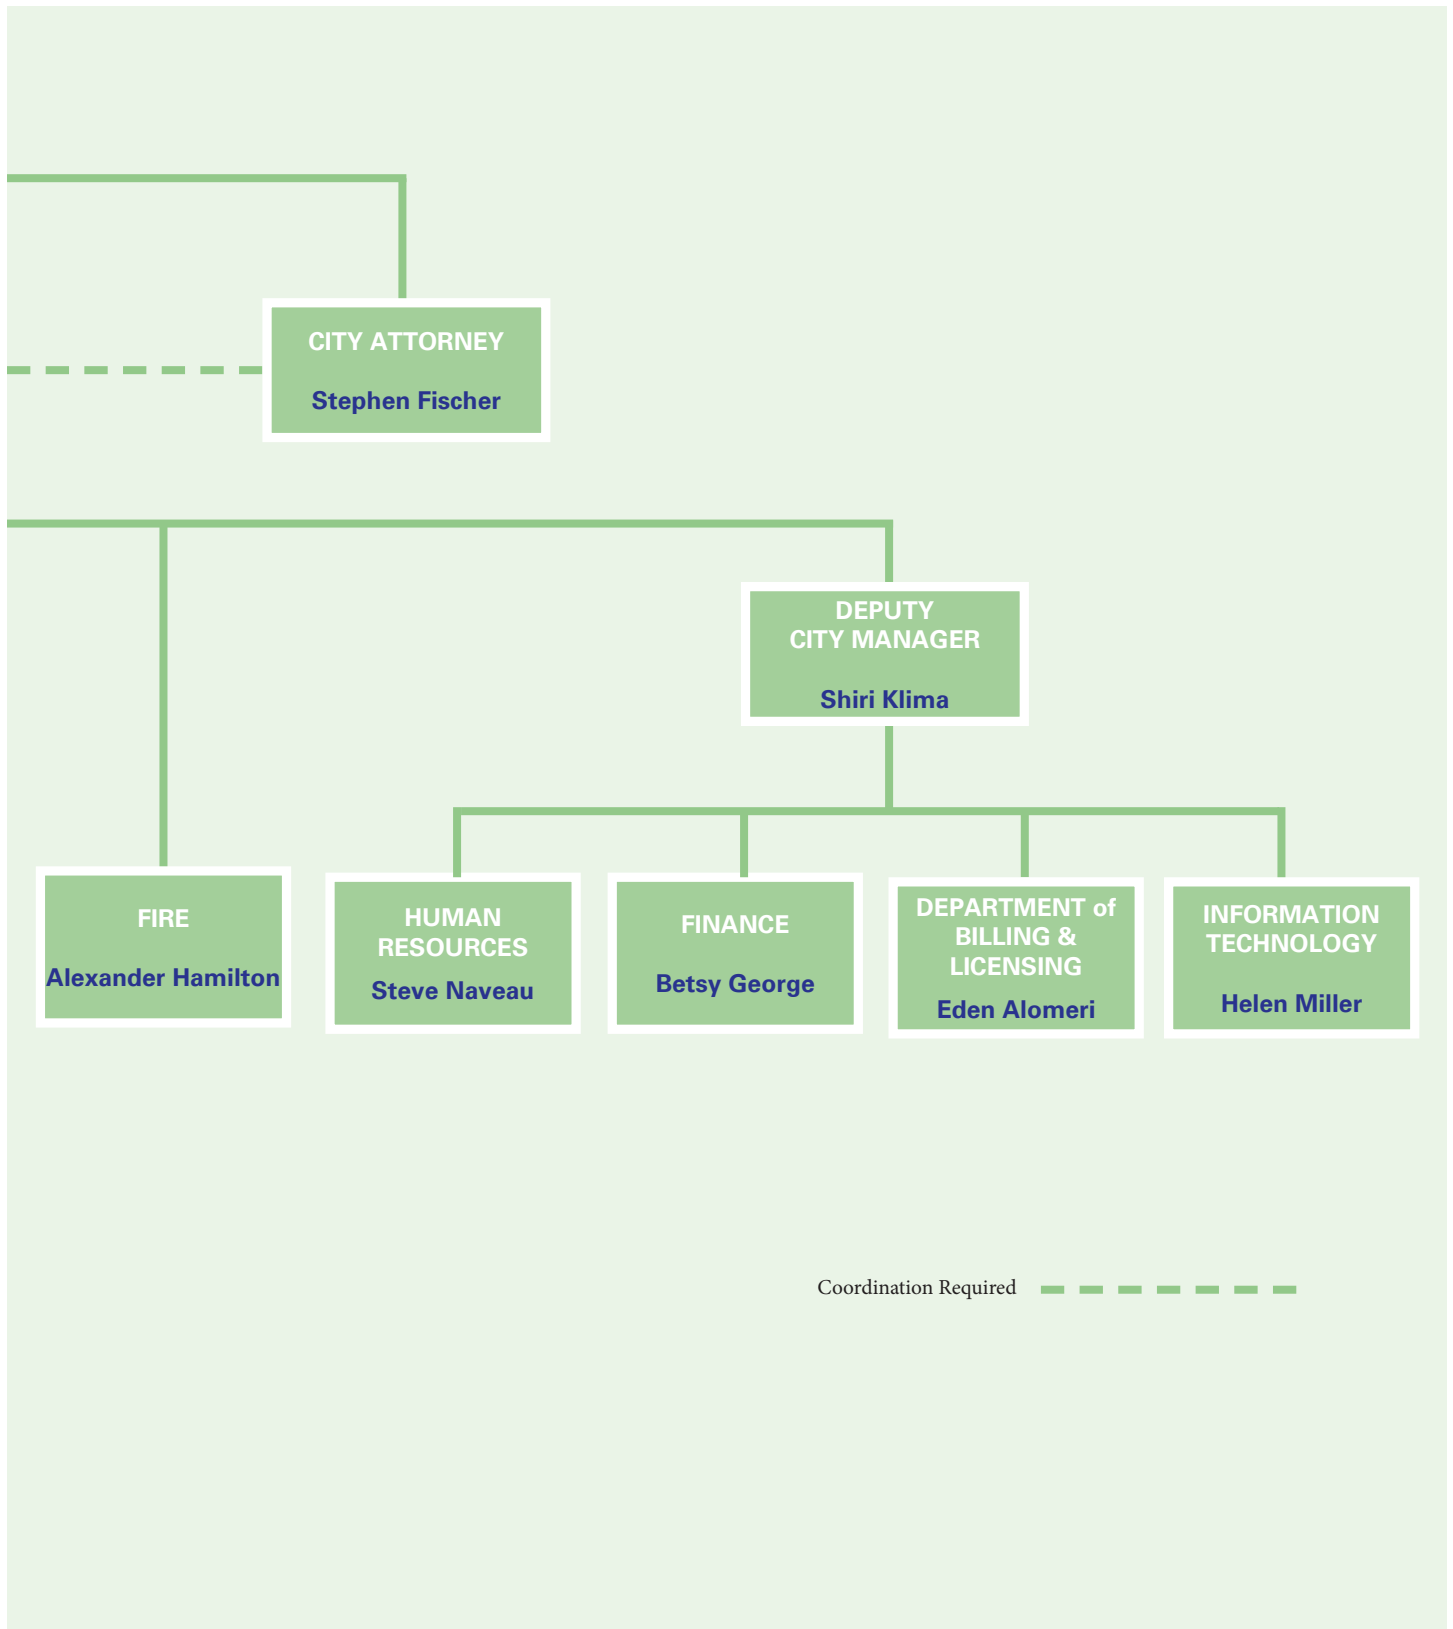 CITY ATTORNEY
Stephen Fischer
DEPUTY
CITY MANAGER
Shiri Klima
FIRE
Alexander Hamilton
HUMAN
RESOURCES
Steve Naveau
FINANCE
Betsy George
DEPARTMENT of
BILLING &
LICENSING
Eden Alomeri
INFORMATION
TECHNOLOGY
Helen Miller
Coordination Required